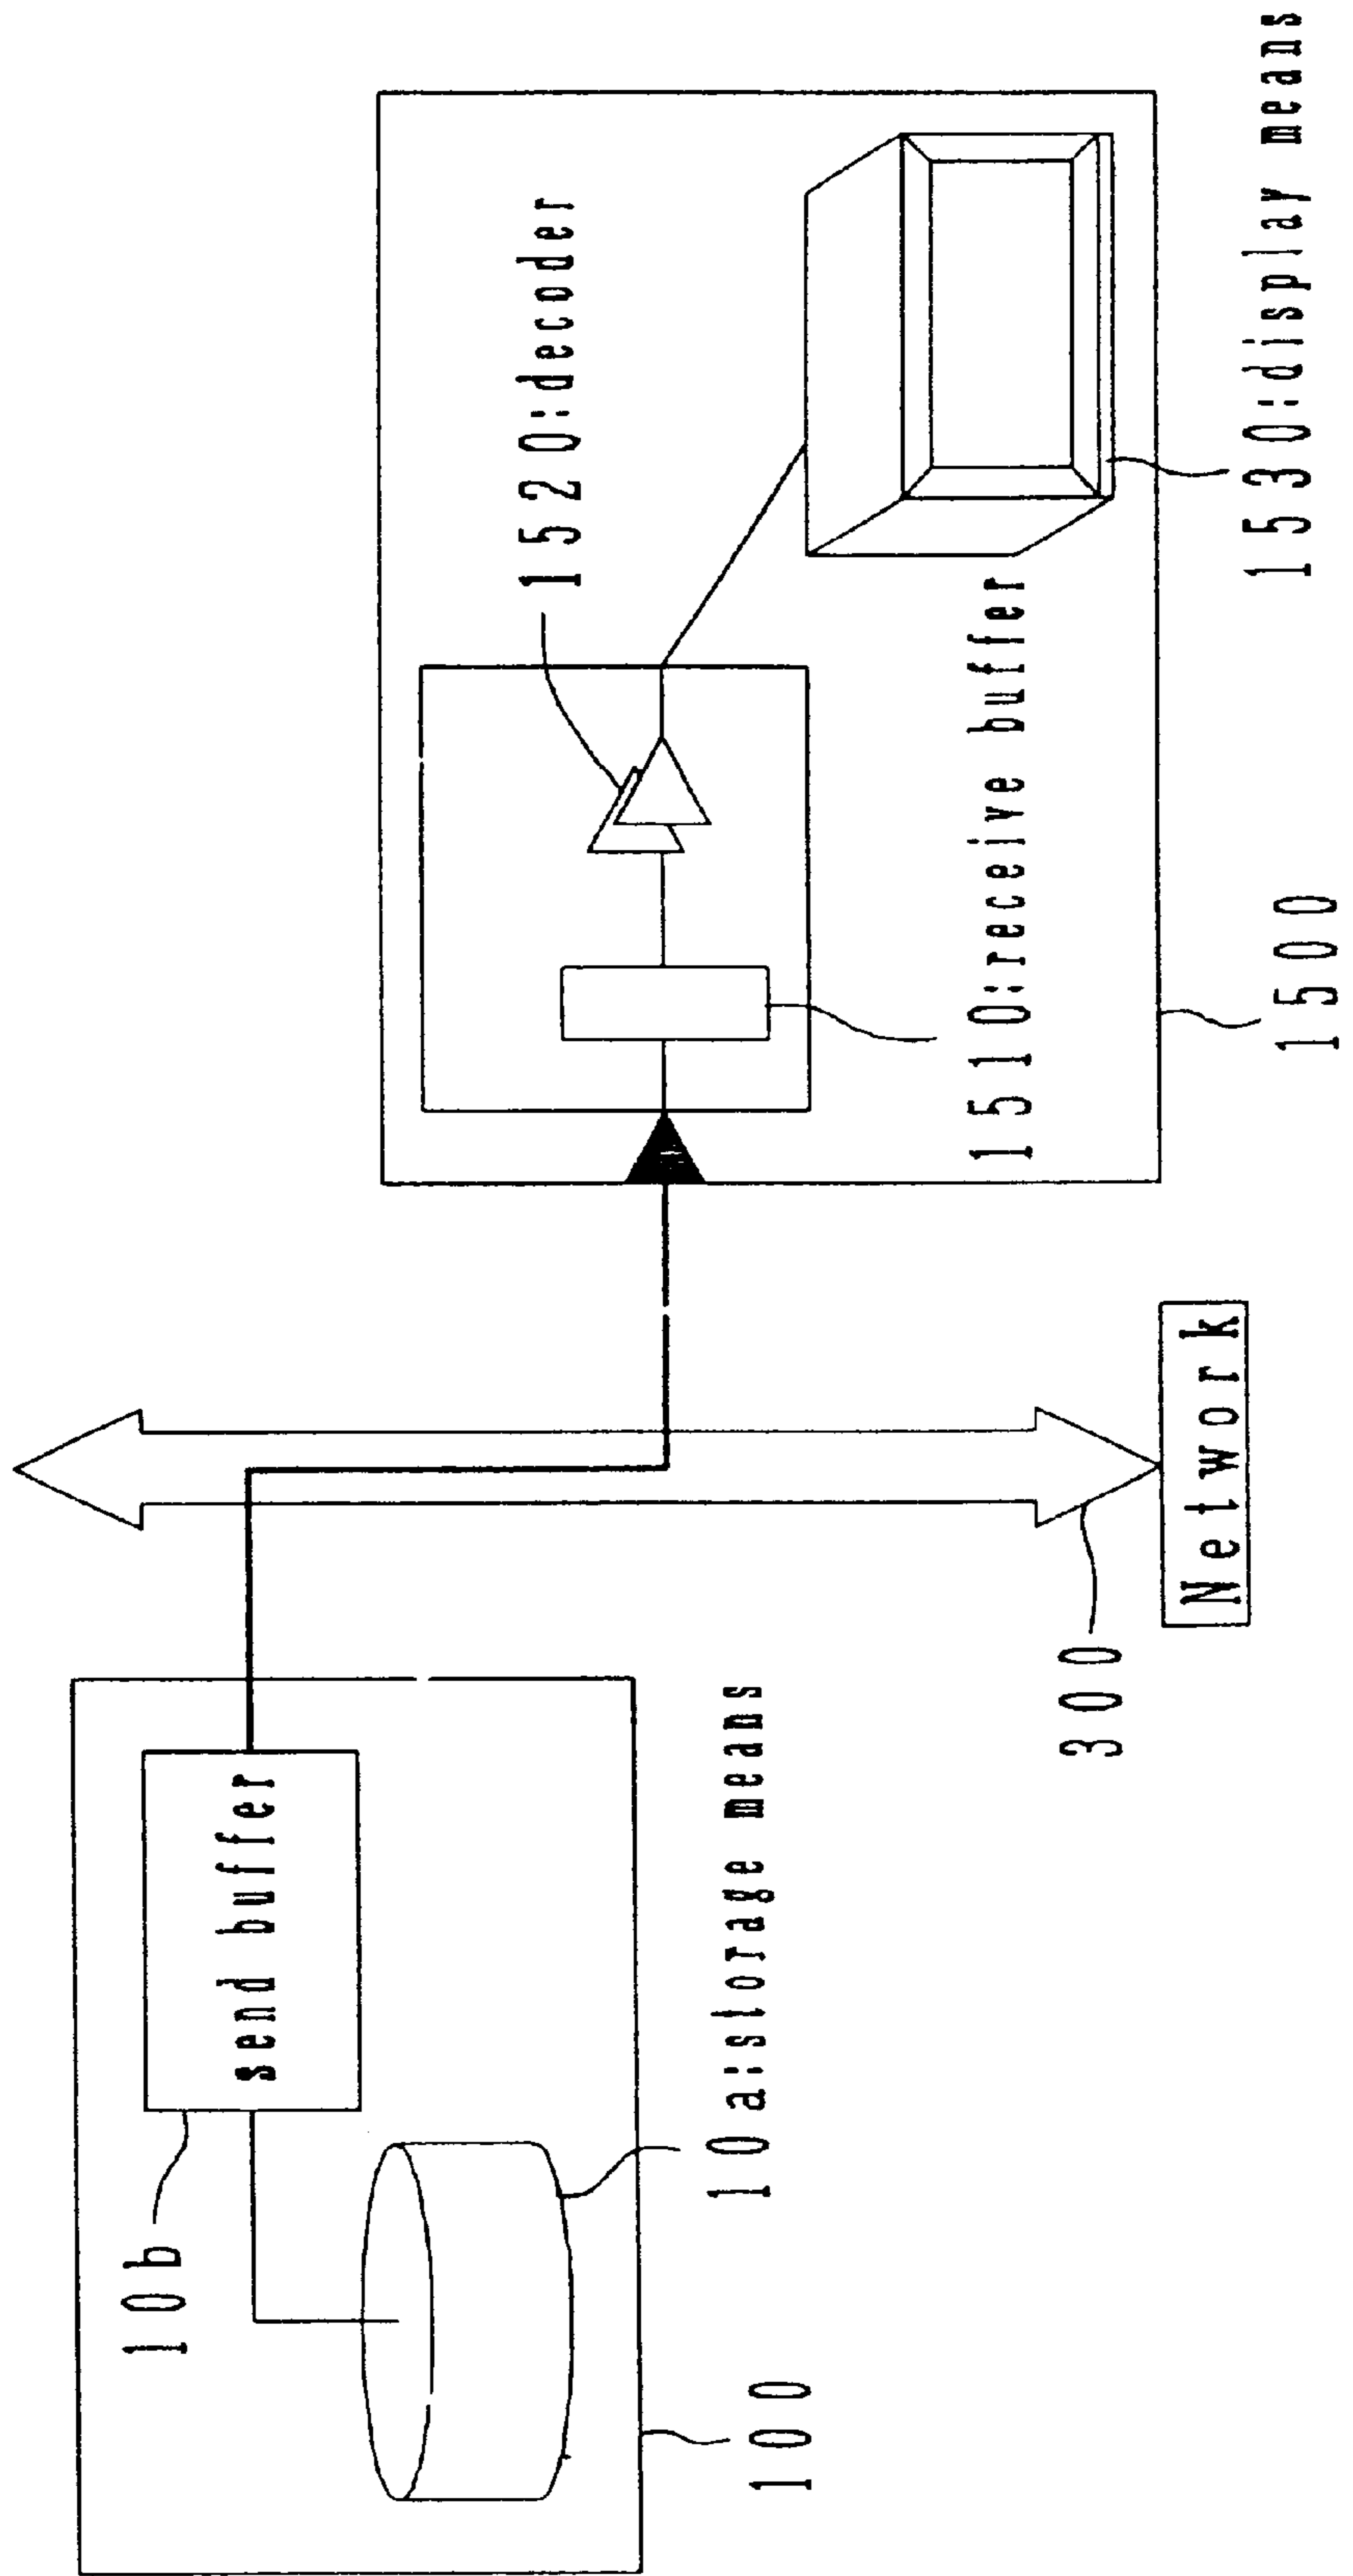 10b
send buffer
10a:storage means
100
300
Network
1520:decoder
1510:receive buffer
1500
1530:display means